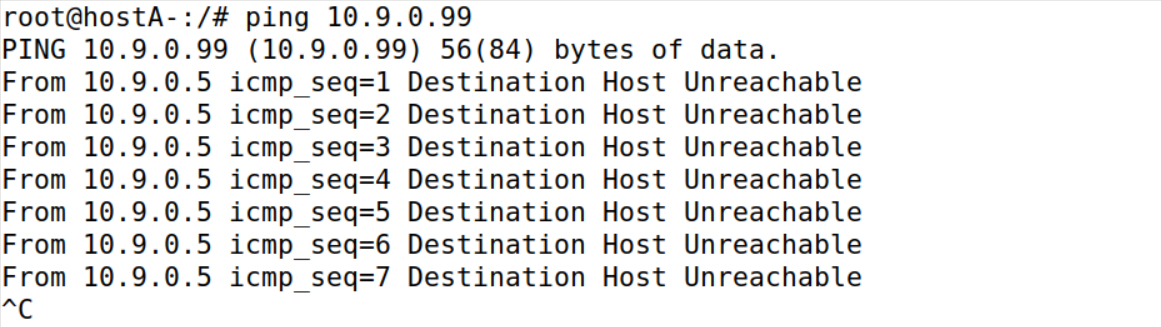 root@hostA-:/# ping 10.9.0.99
PING 10.9.0.99 (10.9.0.99) 56(84) bytes of data.
From 10.9.0.5 icmp_seq=1 Destination Host Unreachable
From 10.9.0.5 icmp_seq=2 Destination Host Unreachable
From 10.9.0.5 icmp_seq=3 Destination Host Unreachable
From 10.9.0.5 icmp_seq=4 Destination Host Unreachable
From 10.9.0.5 icmp_seq=5 Destination Host Unreachable
From 10.9.0.5 icmp_seq=6 Destination Host Unreachable
From 10.9.0.5 icmp_seq=7 Destination Host Unreachable
^C